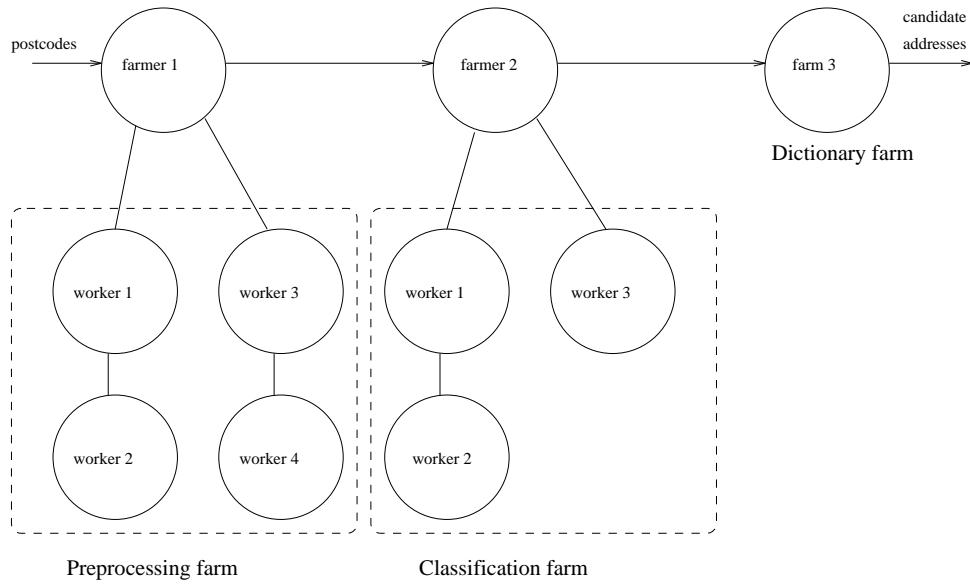 postcodes
farmer 1
farmer 2
farm 3
candidate
addresses
Dictionary farm
worker 1
worker 3
worker 1
worker 3
worker 2
worker 4
worker 2
Preprocessing farm
Classification farm